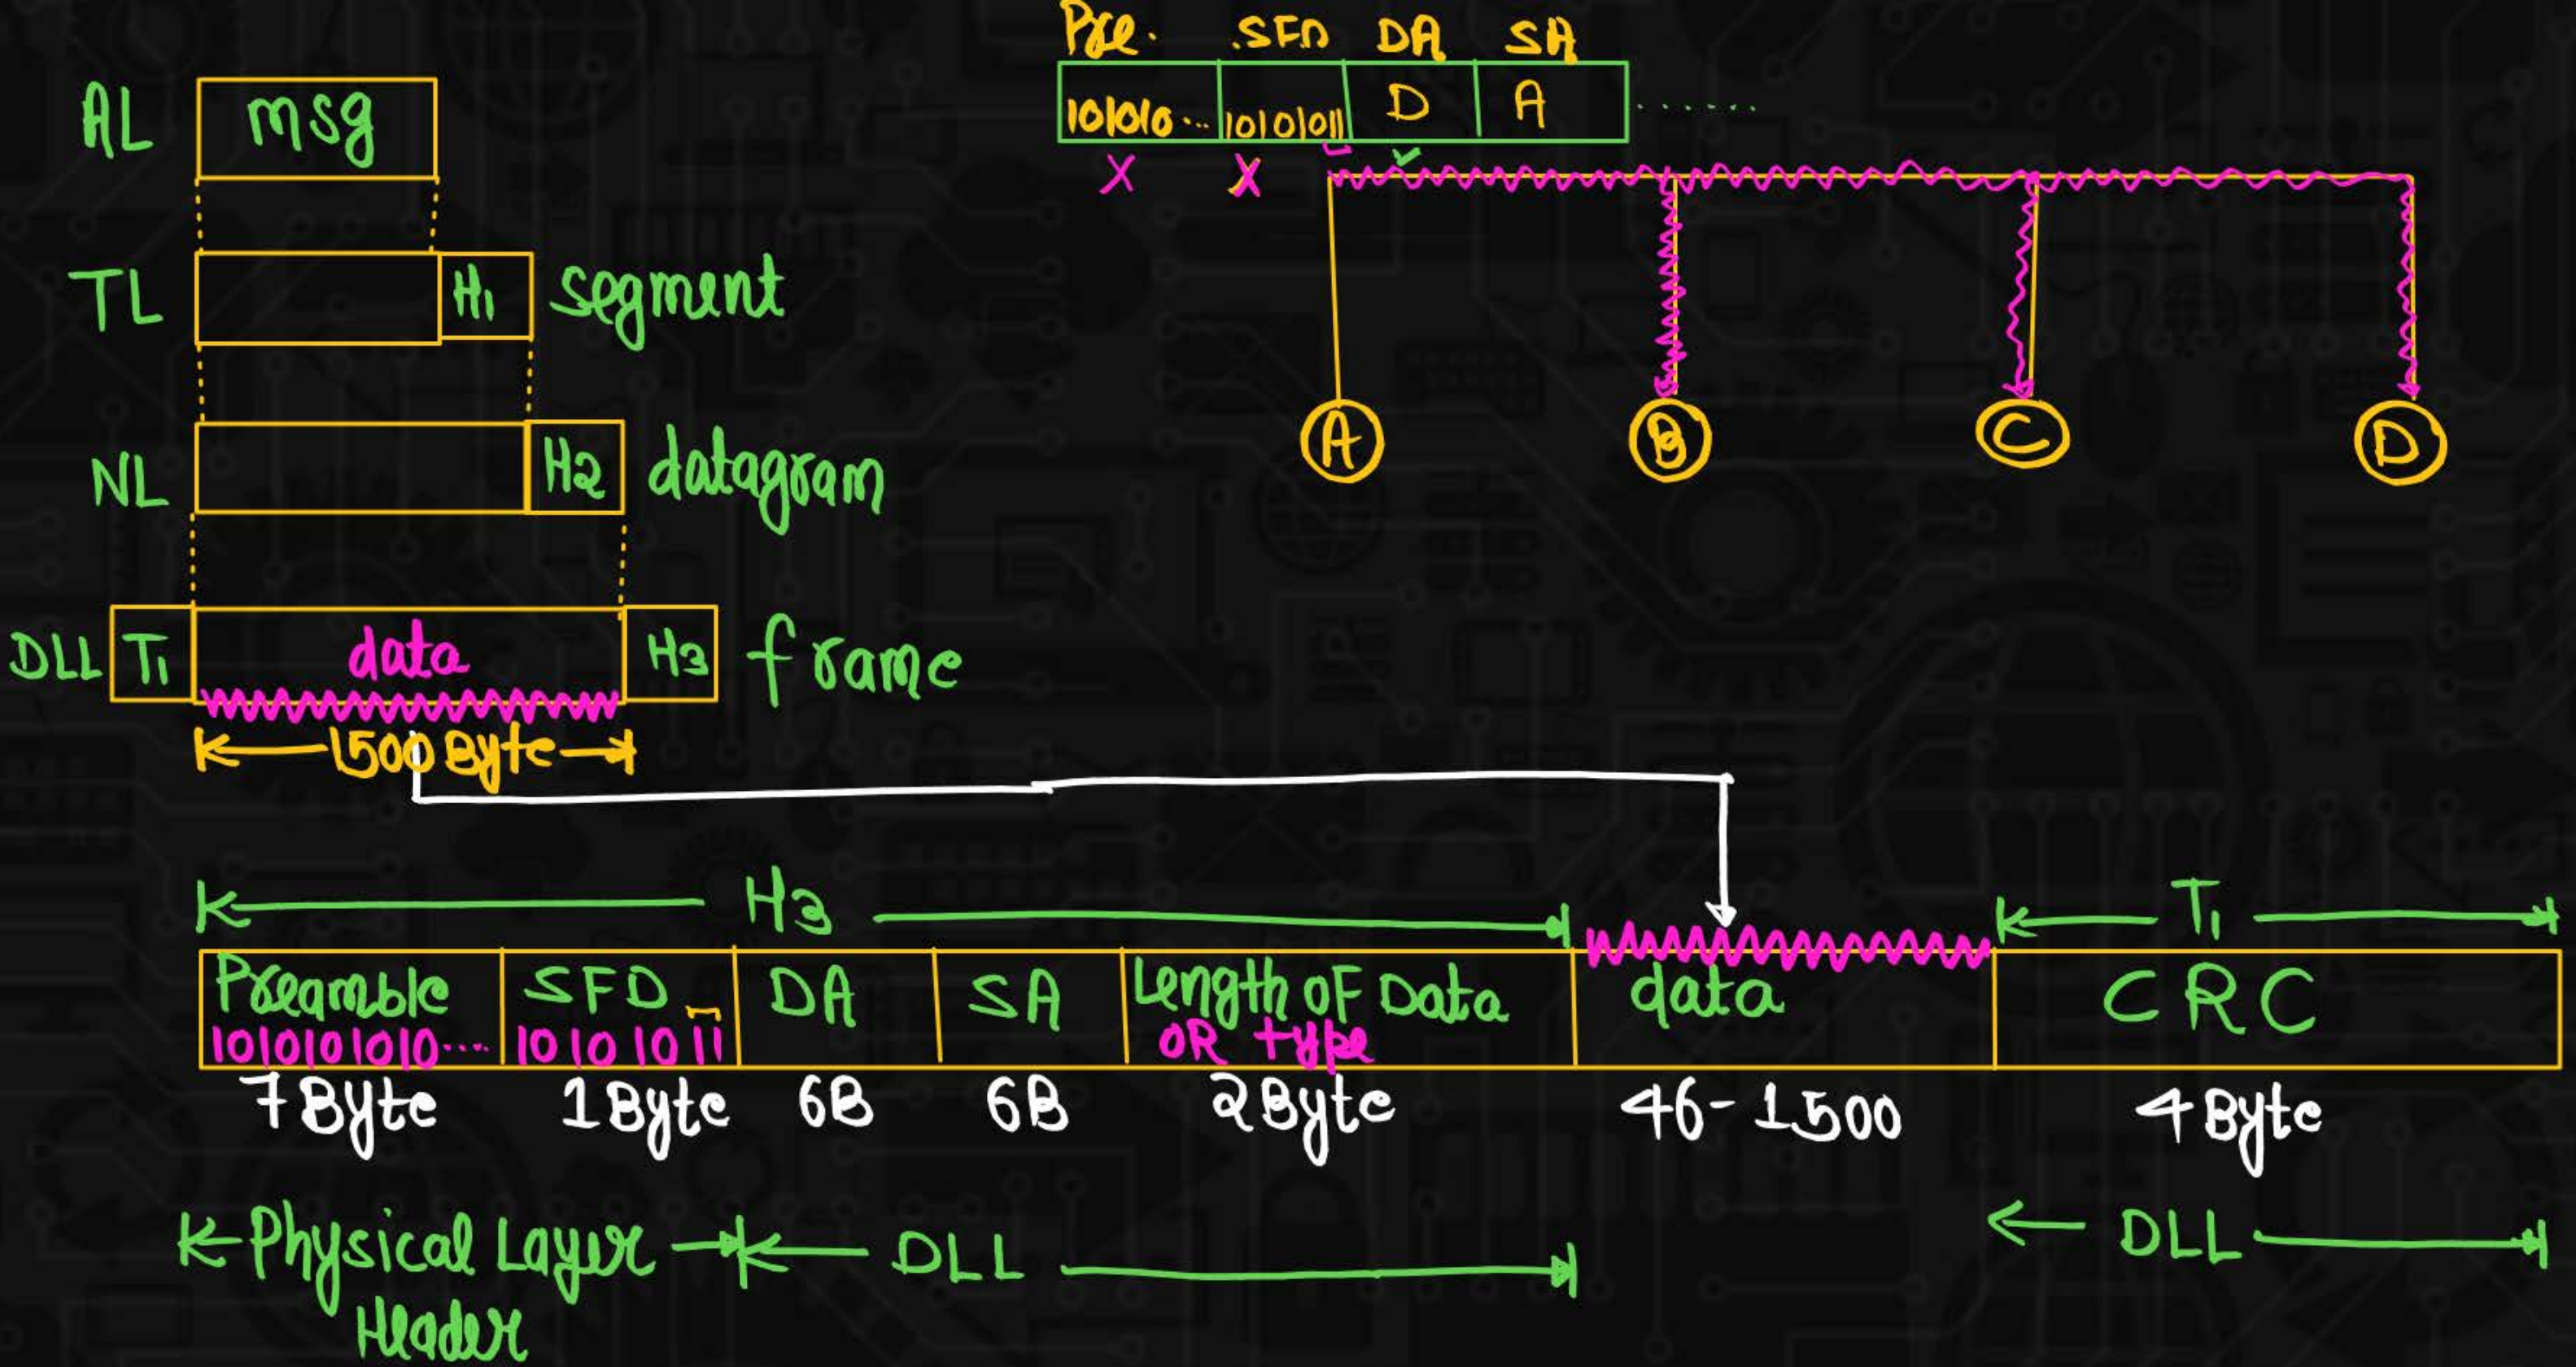 Pre. SFD DA SA
101010... 10101011 D A ......
AL msg
TL H1 segment
NL H2 datagram
A B C D
DLL T1 data H3 frame
1500 Byte
H3 T1
Preamble SFD DA SA Length OF Data data CRC
1010101010.... 10101011 OR type
7 Byte 1 Byte 6B 6B 2 Byte 46-1500 4 Byte
Physical Layer DLL DLL
Header